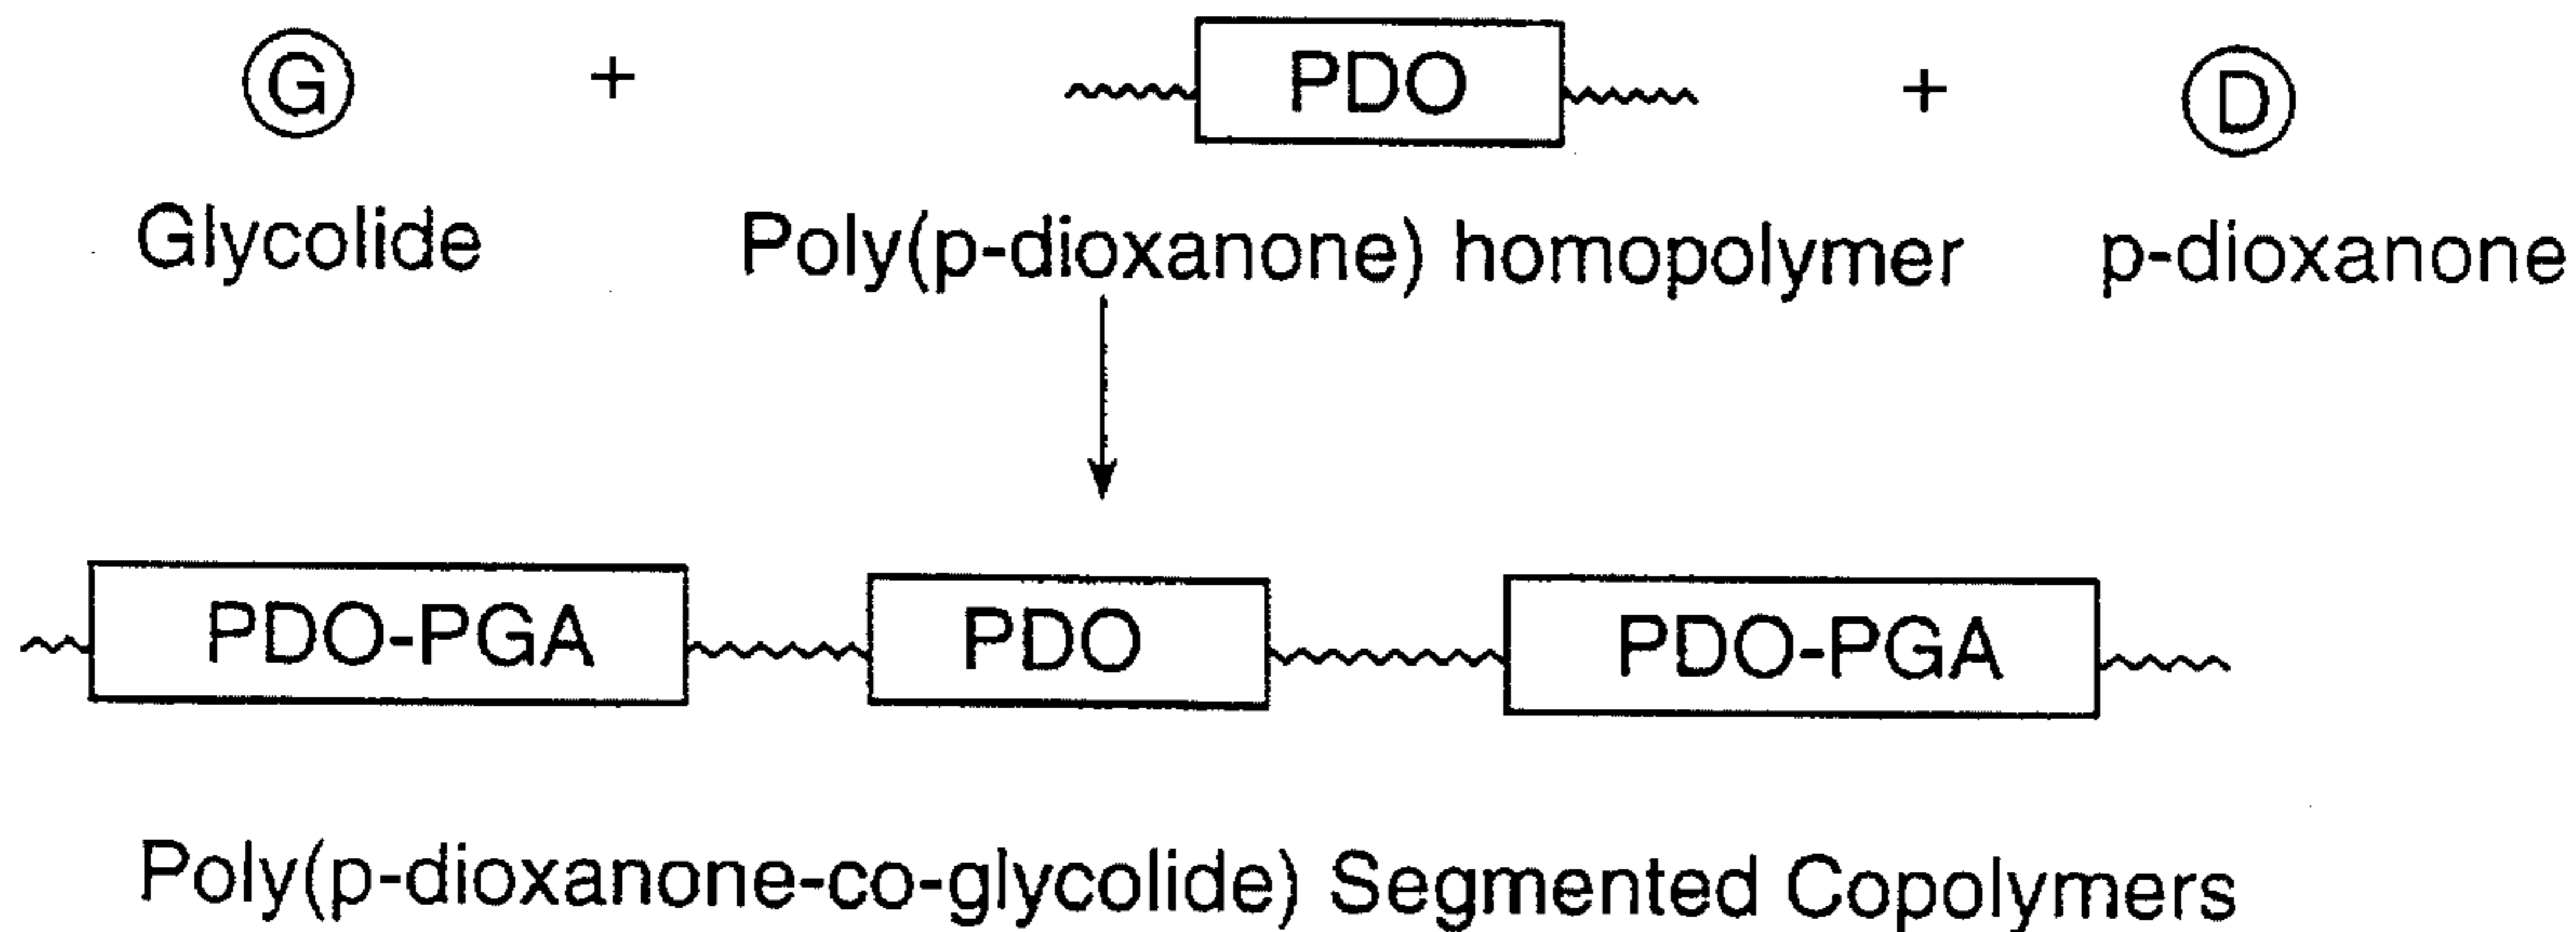 G + PDO + D
Glycolide Poly(p-dioxanone) homopolymer p-dioxanone
PDO-PGA PDO PDO-PGA
Poly(p-dioxanone-co-glycolide) Segmented Copolymers